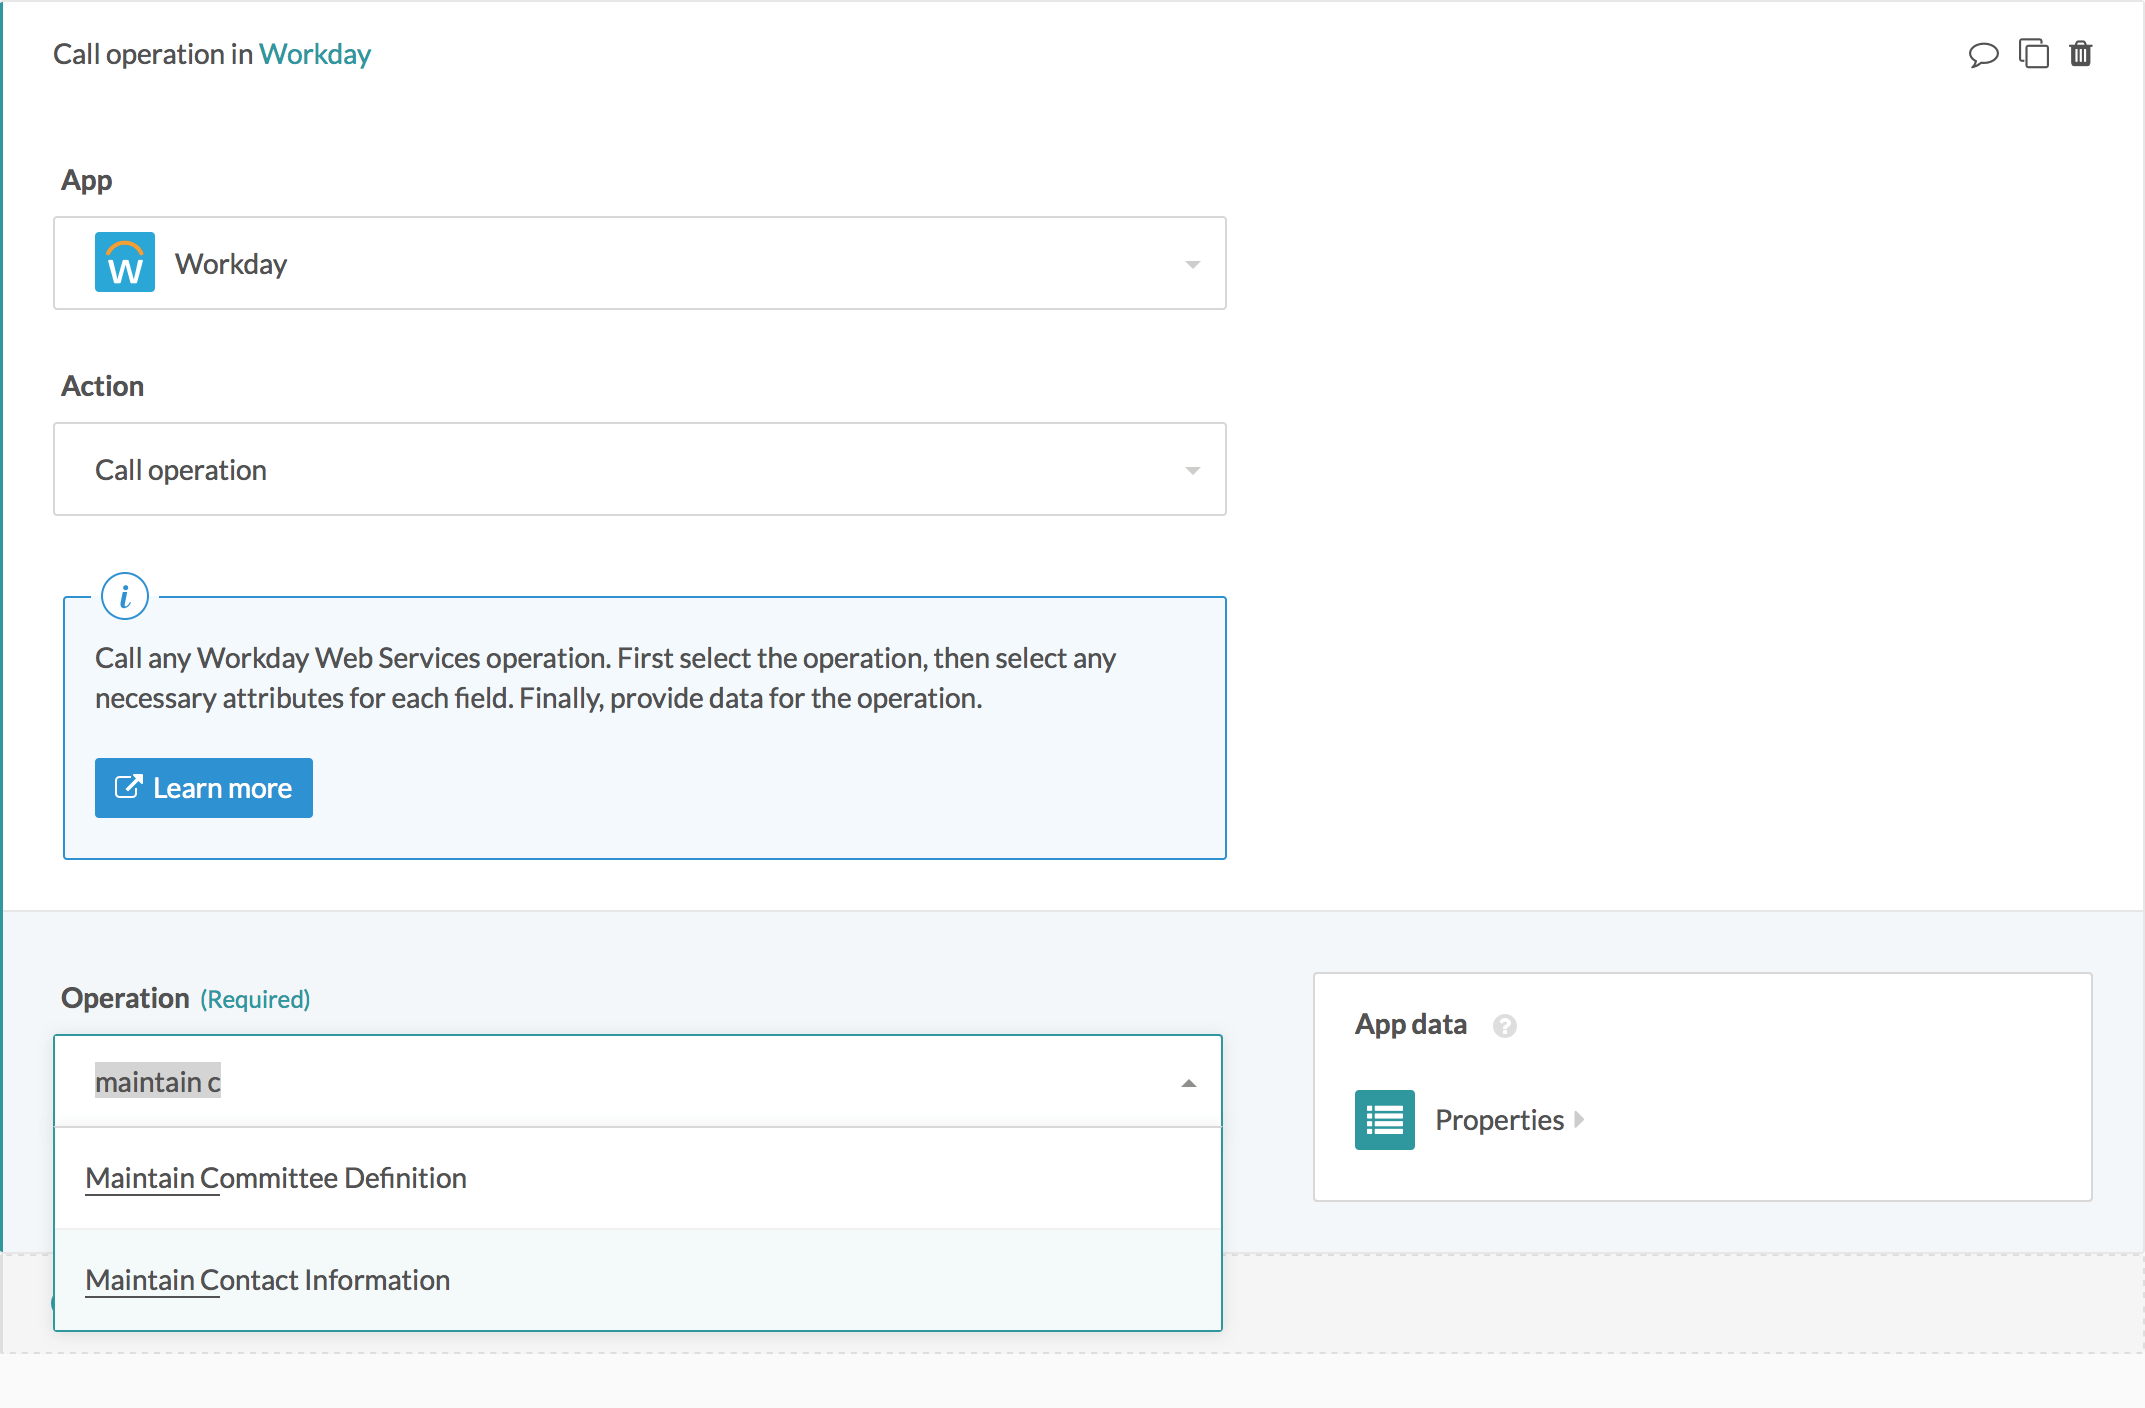 Call operation in Workday
App
W
Workday
Action
Call operation
i
Call any Workday Web Services operation. First select the operation, then select any
necessary attributes for each field. Finally, provide data for the operation.
Learn more
Operation (Required)
maintain c
Maintain Committee Definition
Maintain Contact Information
App data ?
Properties